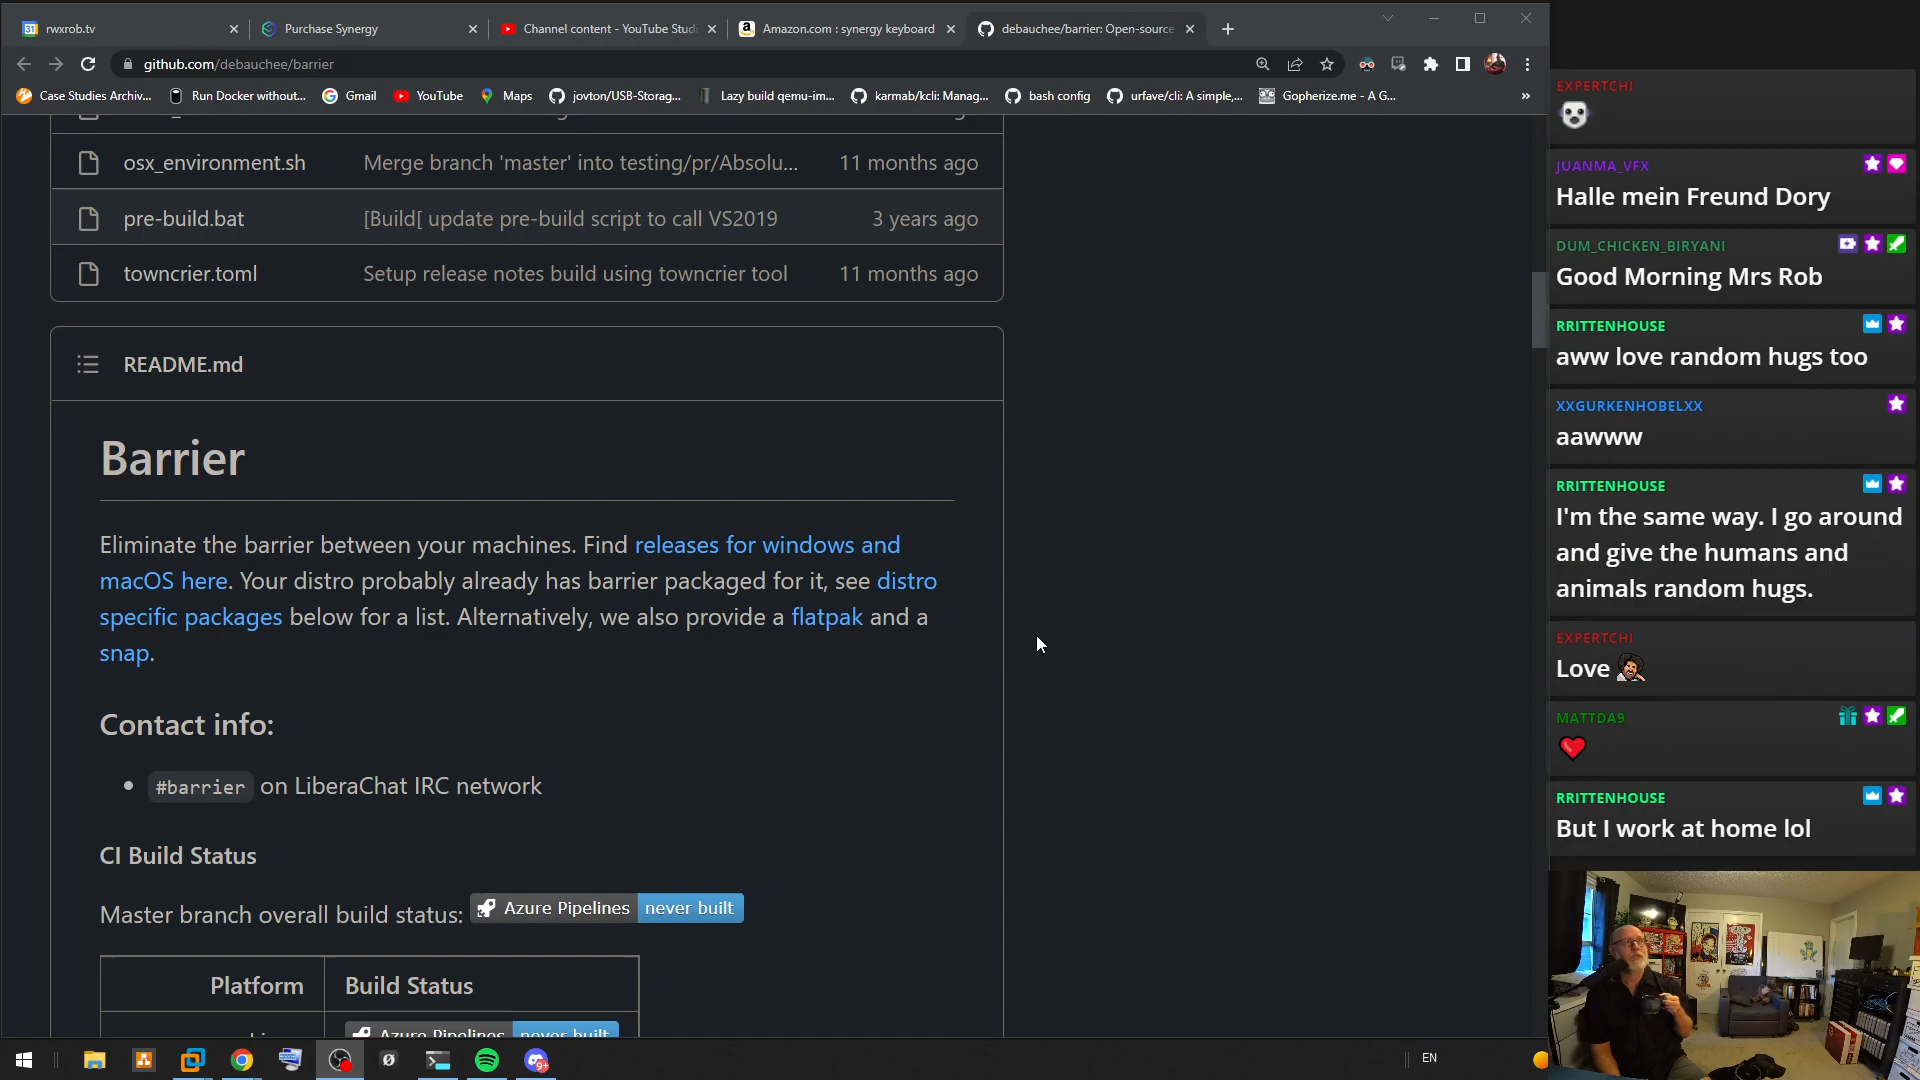 rwxrob.tv
Purchase Synergy
Channel content - YouTube Studi
Amazon.com : synergy keyboard
debauchee/barrier: Open-source
github.com/debauchee/barrier
Case Studies Archiv...
Run Docker without...
Gmail
YouTube
Maps
jovton/USB-Storag...
Lazy build qemu-im...
karmab/kcli: Manag...
bash config
urfave/cli: A simple,...
Gopherize.me - A G...
»
osx_environment.sh Merge branch 'master' into testing/pr/Absolu... 11 months ago
pre-build.bat [Build[ update pre-build script to call VS2019 3 years ago
towncrier.toml Setup release notes build using towncrier tool 11 months ago
README.md
Barrier
Eliminate the barrier between your machines. Find releases for windows and
macOS here. Your distro probably already has barrier packaged for it, see distro
specific packages below for a list. Alternatively, we also provide a flatpak and a
snap.
Contact info:
#barrier on LiberaChat IRC network
CI Build Status
Master branch overall build status: Azure Pipelines never built
Platform Build Status
Azure Pipelines never built
EN
EXPERTCHI
JUANMA_VFX
Halle mein Freund Dory
DUM_CHICKEN_BIRYANI
Good Morning Mrs Rob
RRITTENHOUSE
aww love random hugs too
XXGURKENHOBELXX
aawww
RRITTENHOUSE
I'm the same way. I go around
and give the humans and
animals random hugs.
EXPERTCHI
Love
MATTDA9
RRITTENHOUSE
But I work at home lol